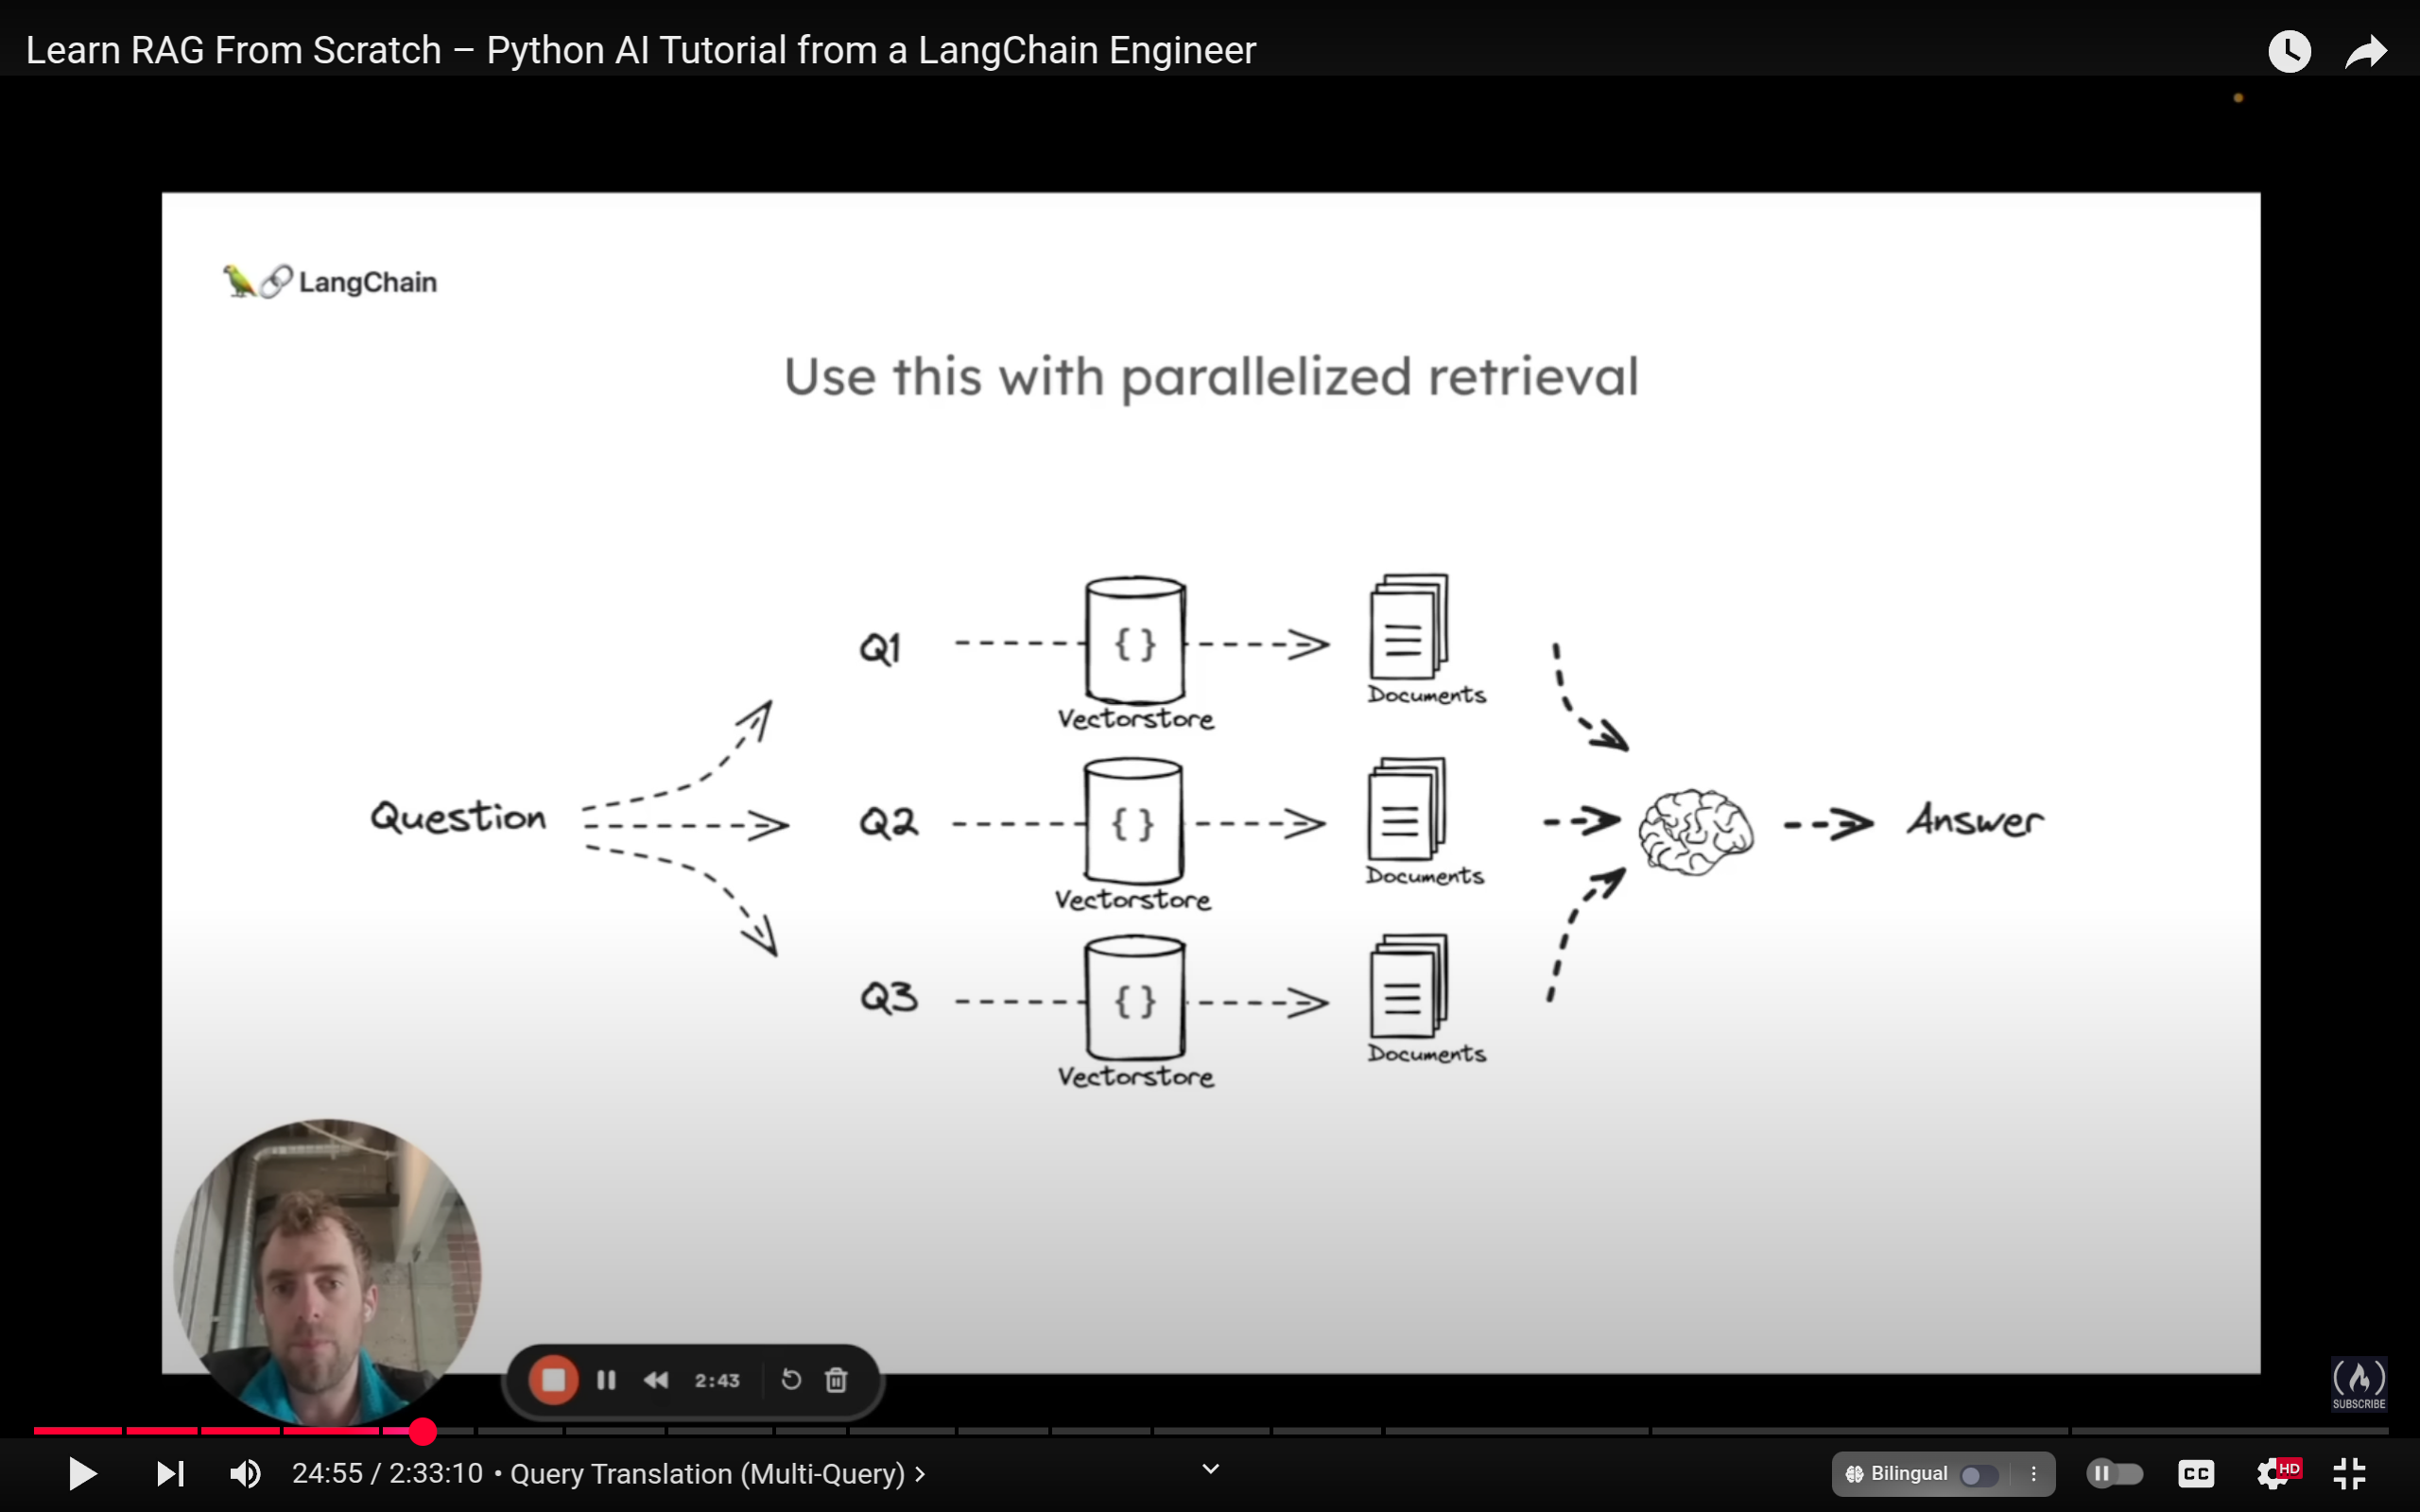 Learn RAG From Scratch – Python AI Tutorial from a LangChain Engineer
LangChain
Use this with parallelized retrieval
Q1
{ }
Vectorstore
Documents
Question
Q2
{ }
Vectorstore
Documents
Answer
Q3
{ }
Vectorstore
Documents
2:43
SUBSCRIBE
24:55 / 2:33:10 • Query Translation (Multi-Query)
Bilingual
CC
HD